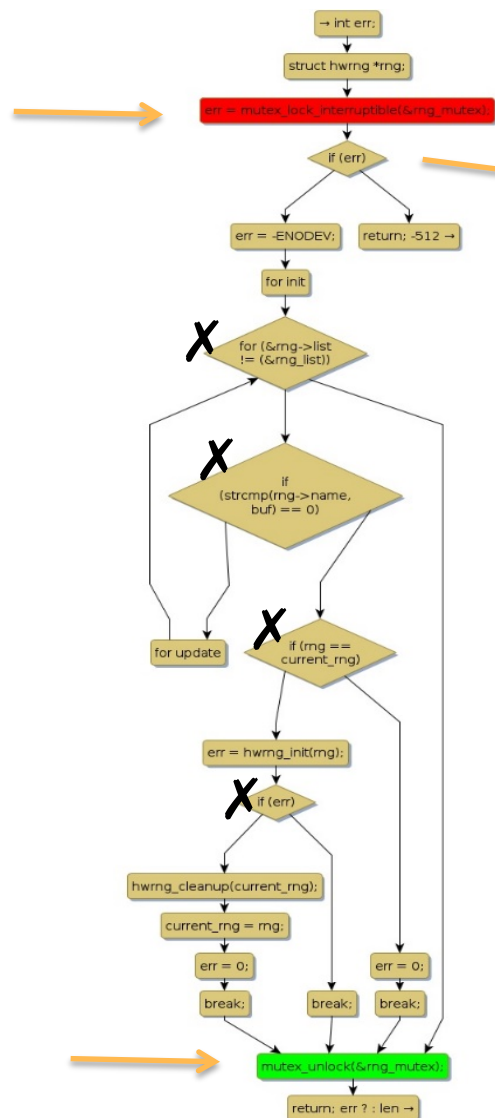 → int err;
struct hwrng *rng;
err = mutex_lock_interruptible(&rng_mutex);
if (err)
err = -ENODEV;
return; -512 →
for init
for (&rng->list
!= (&rng_list))
if
(strcmp(rng->name,
buf) == 0)
for update
if (rng ==
current_rng)
err = hwrng_init(rng);
if (err)
hwrng_cleanup(current_rng);
current_rng = rng;
err = 0;
err = 0;
break;
break;
break;
mutex_unlock(&rng_mutex);
return; err ? : len →